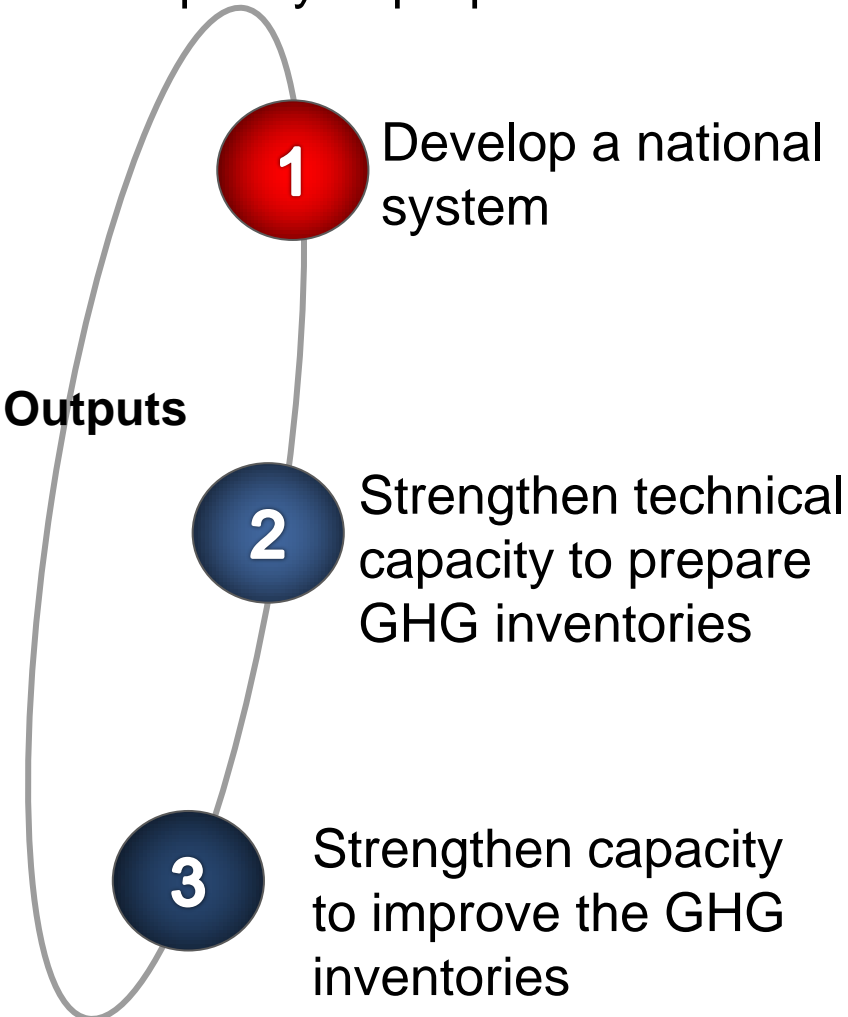 1
Develop a national
system
Outputs
2
Strengthen technical
capacity to prepare
GHG inventories
3
Strengthen capacity
to improve the GHG
inventories